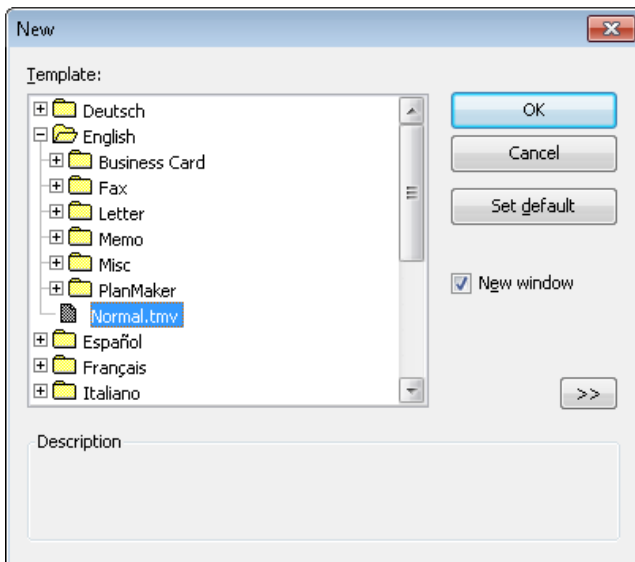 New
Template:
Deutsch
English
Business Card
Fax
Letter
Memo
Misc
PlanMaker
Normal.tmv
Español
Français
Italiano
OK
Cancel
Set default
New window
>>
Description